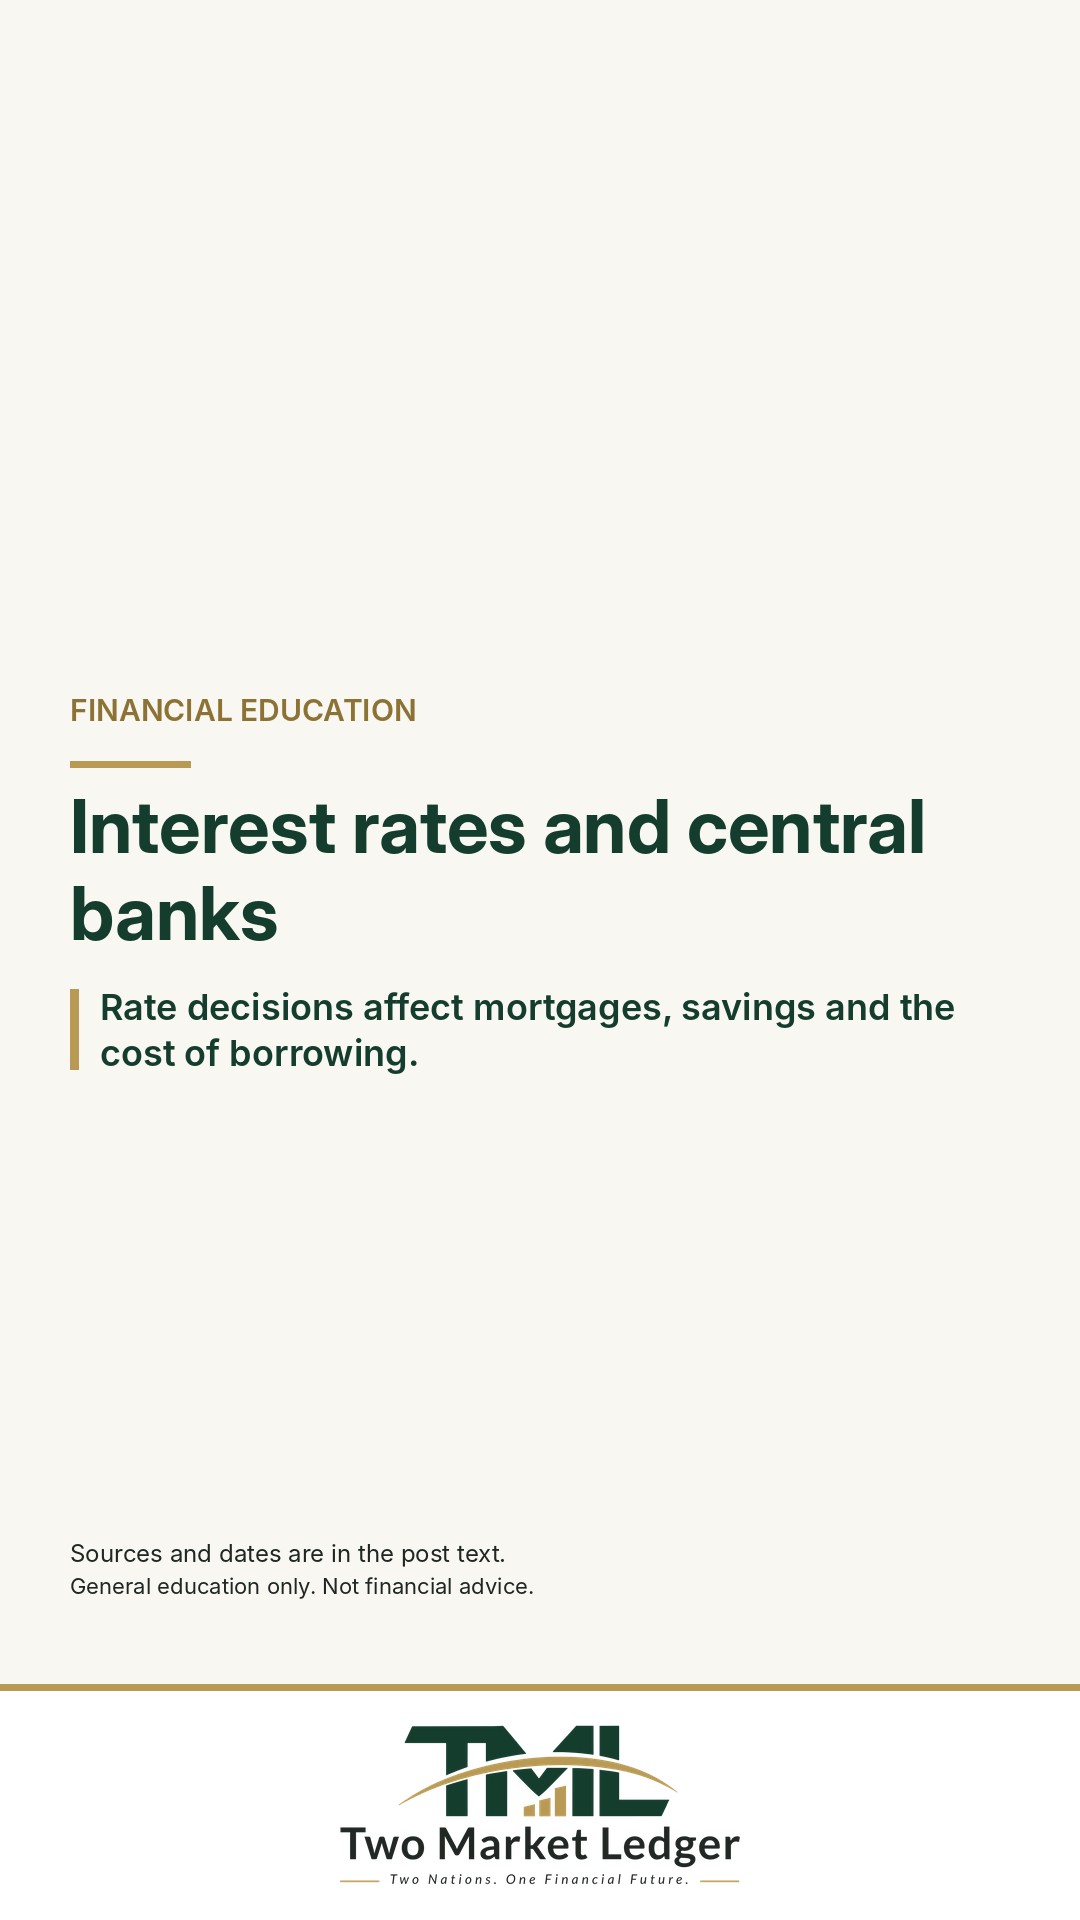 FINANCIAL EDUCATION
Interest rates and central
banks
Rate decisions affect mortgages, savings and the
cost of borrowing.
Sources and dates are in the post text.
General education only. Not financial advice.
TML
Two Market Ledger
Two Nations. One Financial Future.